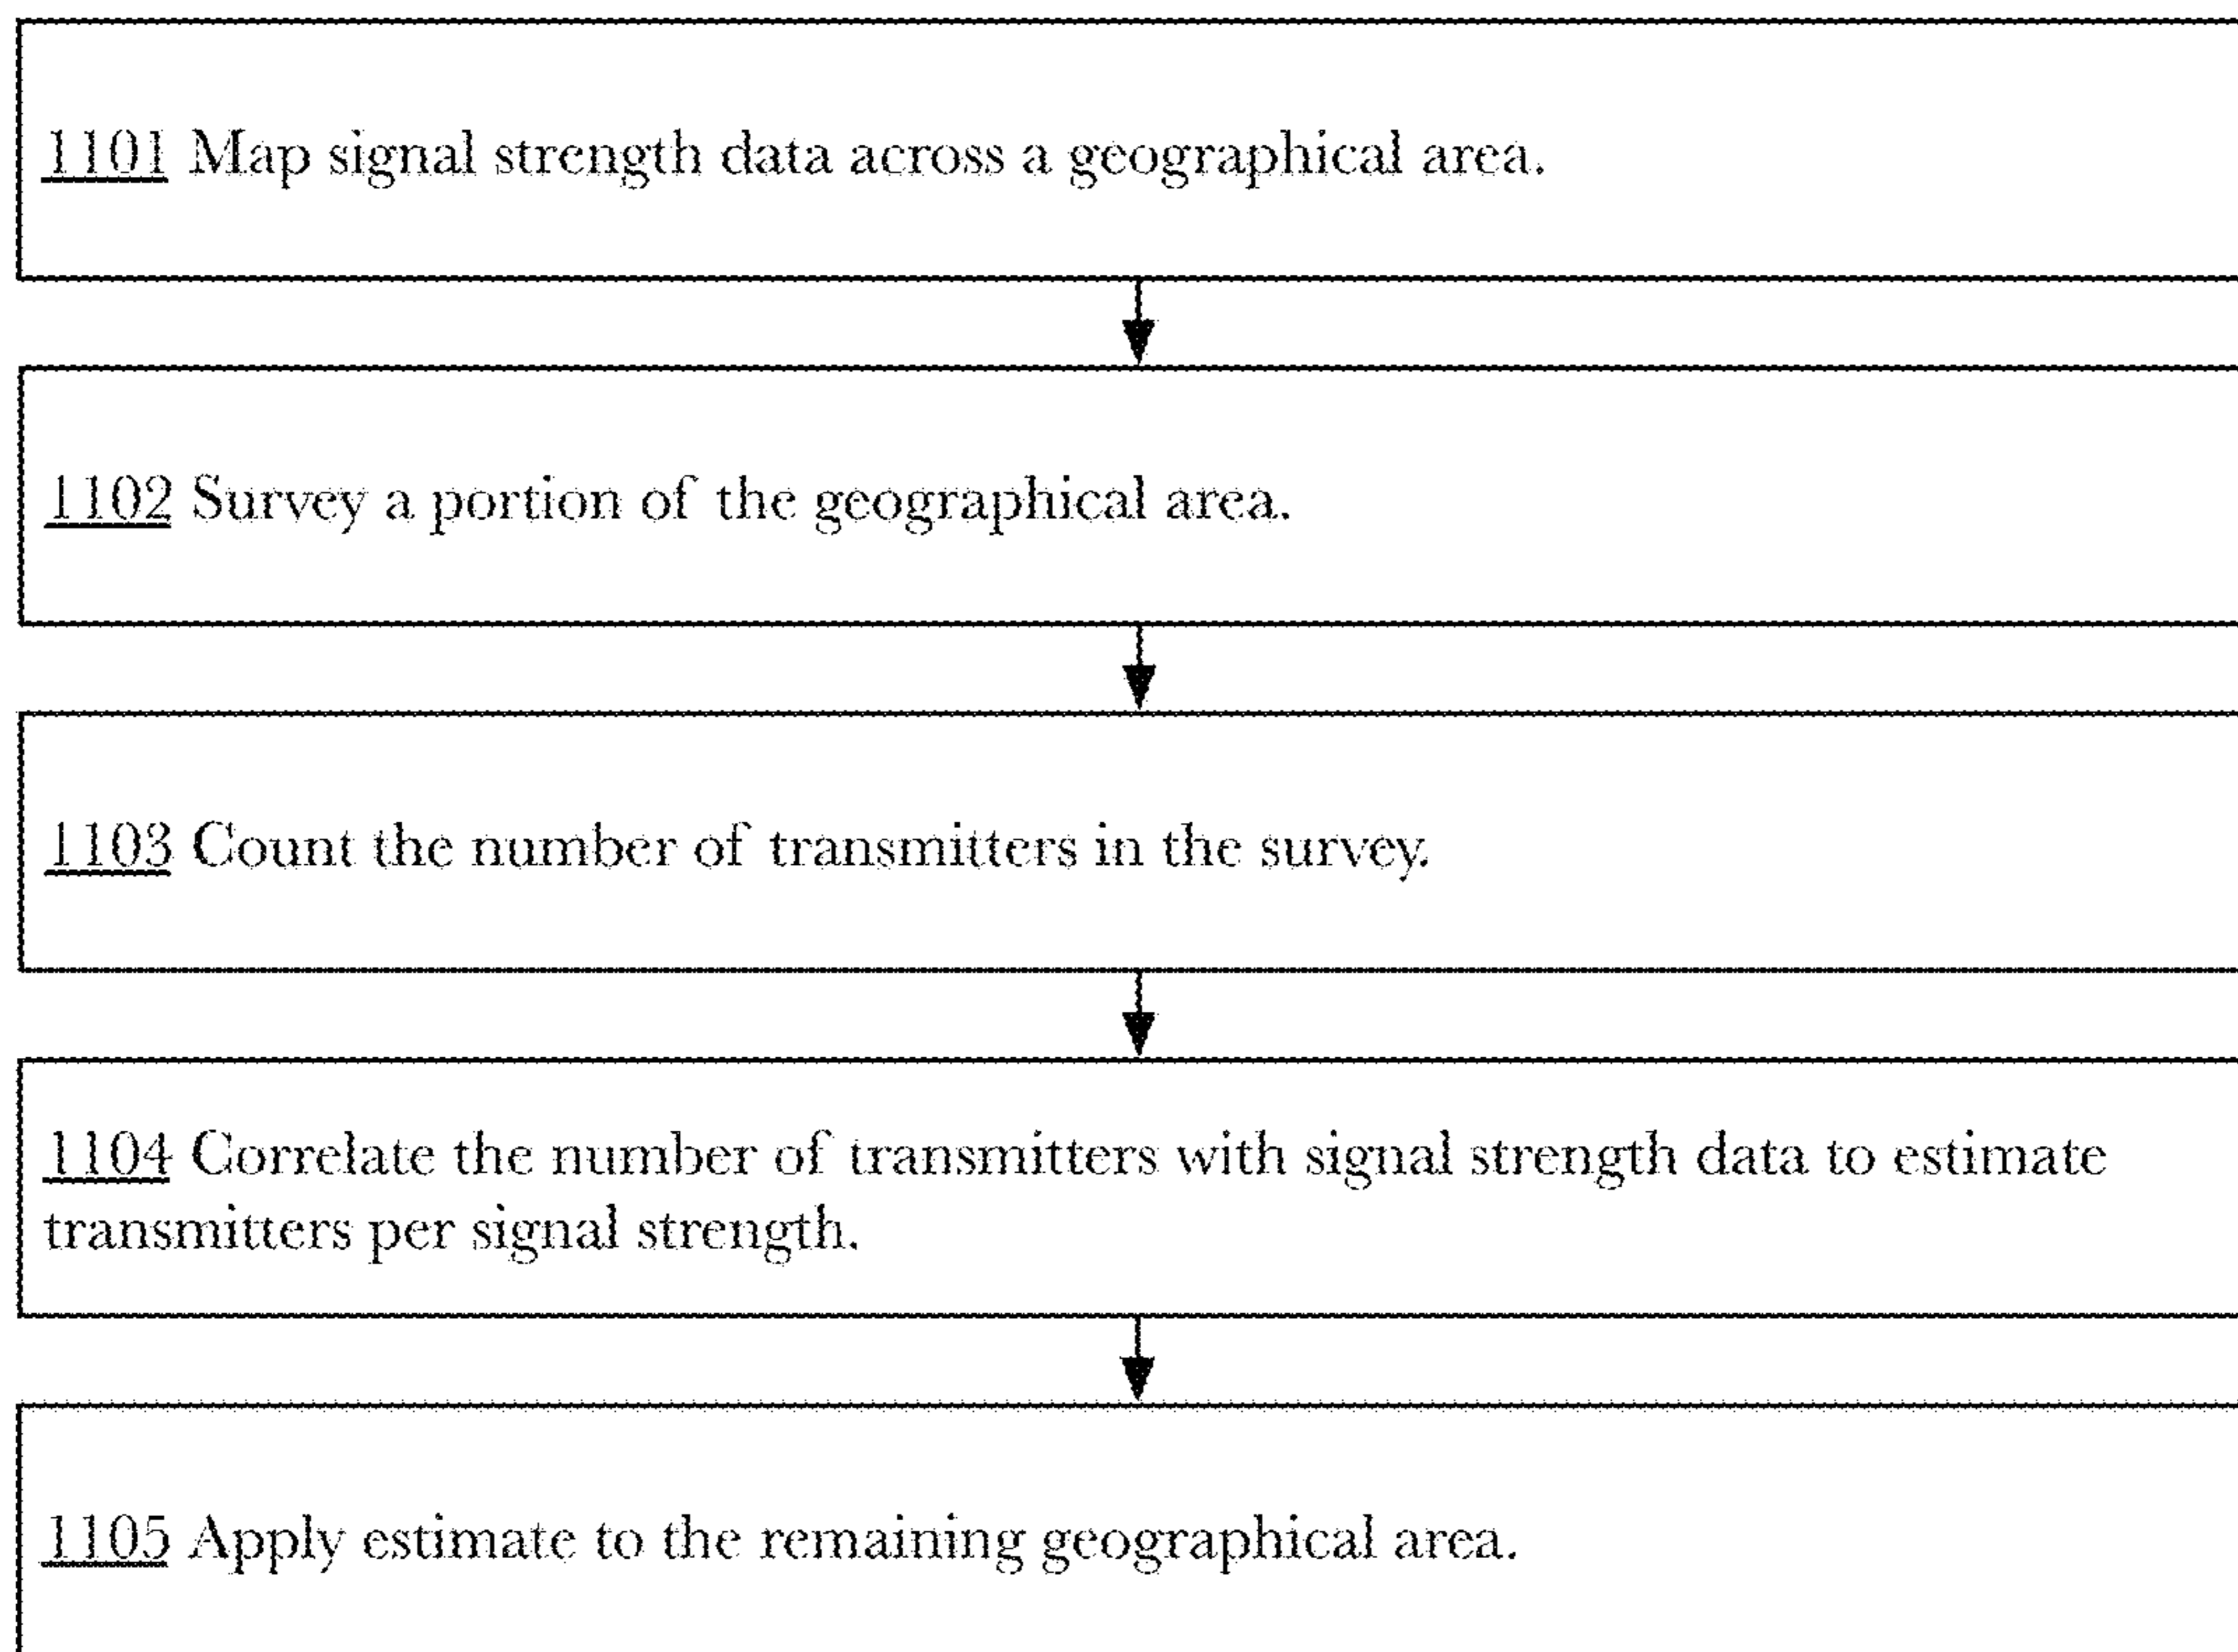 1101 Map signal strength data across a geographical area.
1102 Survey a portion of the geographical area.
1103 Count the number of transmitters in the survey.
1104 Correlate the number of transmitters with signal strength data to estimate
transmitters per signal strength.
1105 Apply estimate to the remaining geographical area.